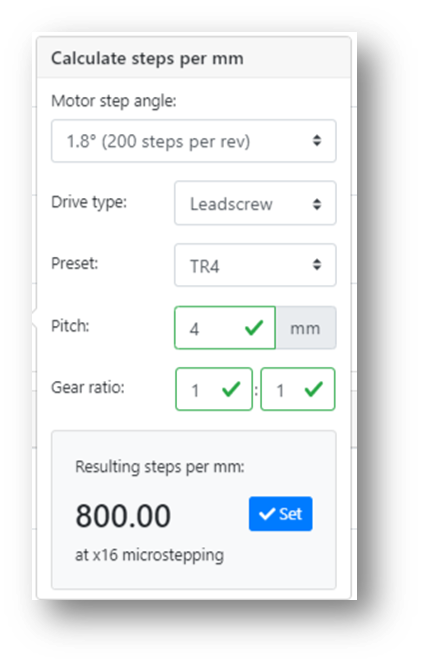 Calculate steps per mm
Motor step angle:
1.8° (200 steps per rev)
Drive type: Leadscrew
Preset: TR4
Pitch: 4 mm
Gear ratio: 1 : 1
Resulting steps per mm:
800.00 Set
at x16 microstepping